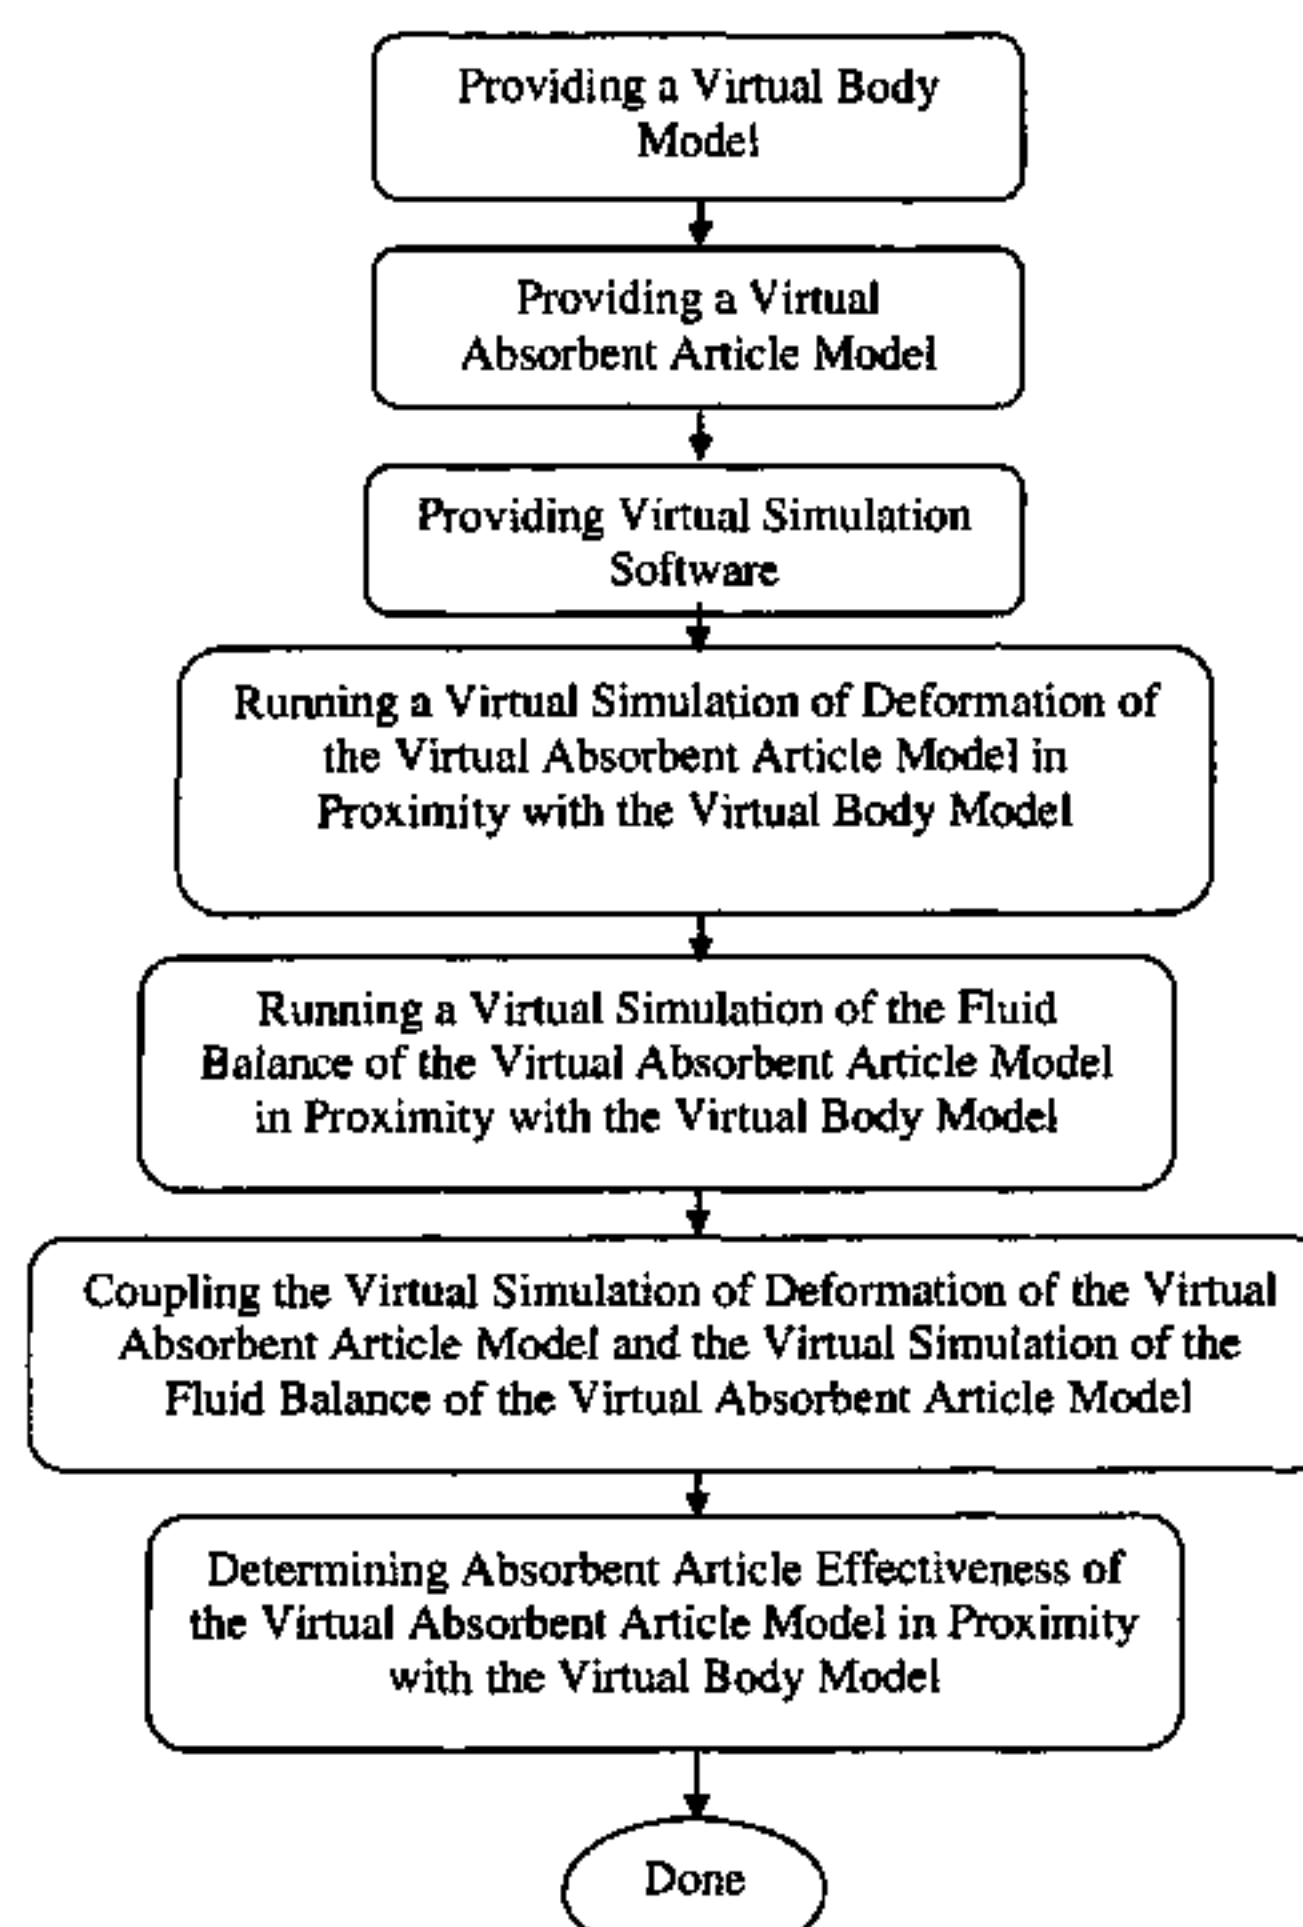 Providing a Virtual Body
Model
Providing a Virtual
Absorbent Article Model
Providing Virtual Simulation
Software
Running a Virtual Simulation of Deformation of
the Virtual Absorbent Article Model in
Proximity with the Virtual Body Model
Running a Virtual Simulation of the Fluid
Balance of the Virtual Absorbent Article Model
in Proximity with the Virtual Body Model
Coupling the Virtual Simulation of Deformation of the Virtual
Absorbent Article Model and the Virtual Simulation of the
Fluid Balance of the Virtual Absorbent Article Model
Determining Absorbent Article Effectiveness of
the Virtual Absorbent Article Model in Proximity
with the Virtual Body Model
Done